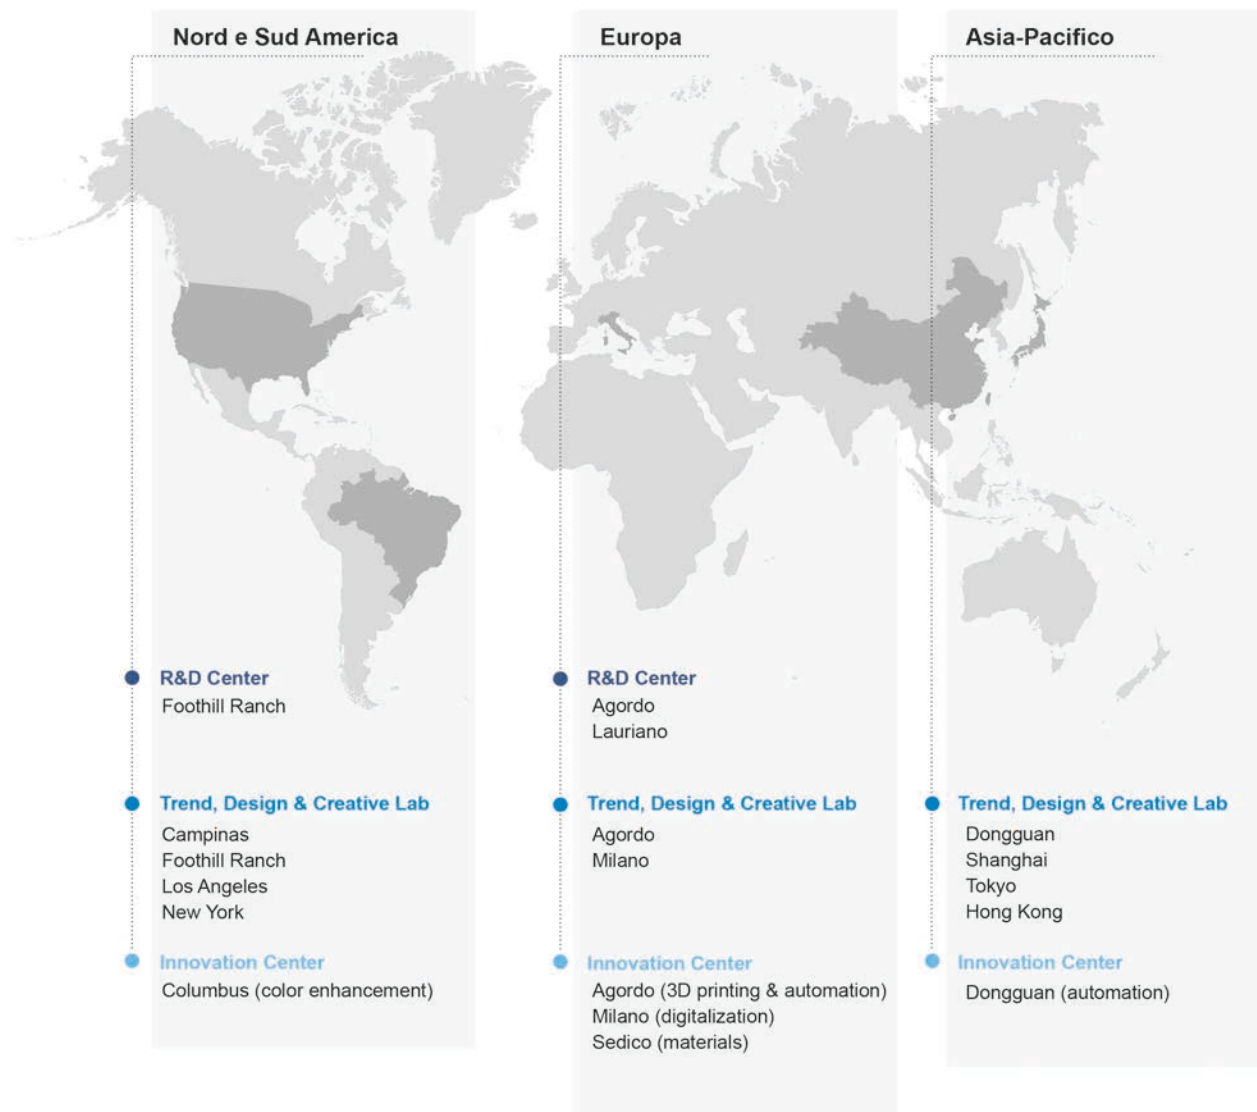 Nord e Sud America
R&D Center
Foothill Ranch
Trend, Design & Creative Lab
Campinas
Foothill Ranch
Los Angeles
New York
Innovation Center
Columbus (color enhancement)
Europa
R&D Center
Agordo
Lauriano
Trend, Design & Creative Lab
Agordo
Milano
Innovation Center
Agordo (3D printing & automation)
Milano (digitalization)
Sedico (materials)
Asia-Pacifico
Trend, Design & Creative Lab
Dongguan
Shanghai
Tokyo
Hong Kong
Innovation Center
Dongguan (automation)